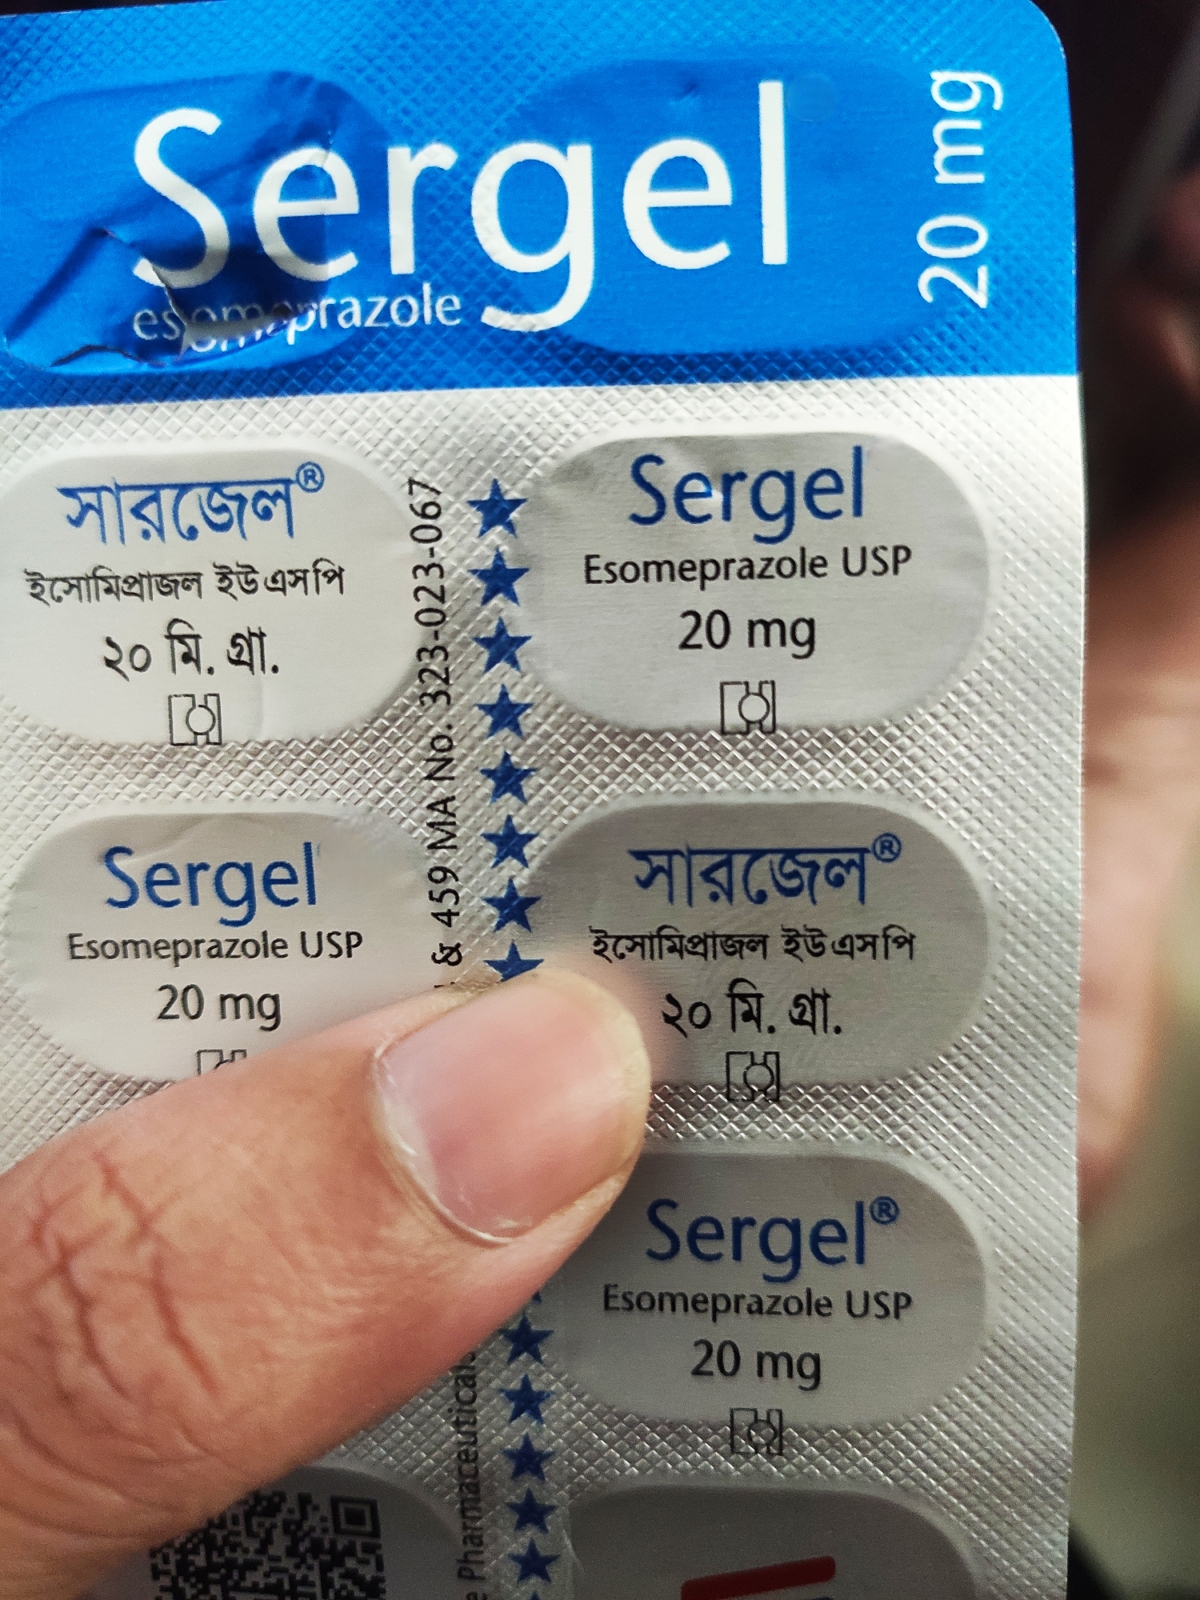 Sergel
esomeprazole
20 mg
সারজেল®
ইসোমিপ্রাজল ইউএসপি
২০ মি. গ্রা.
Sergel
Esomeprazole USP
20 mg
& 459 MA No. 323-023-067
Sergel
Esomeprazole USP
20 mg
সারজেল®
ইসোমিপ্রাজল ইউএসপি
২০ মি. গ্রা.
Sergel®
Esomeprazole USP
20 mg
Pharmaceuticals